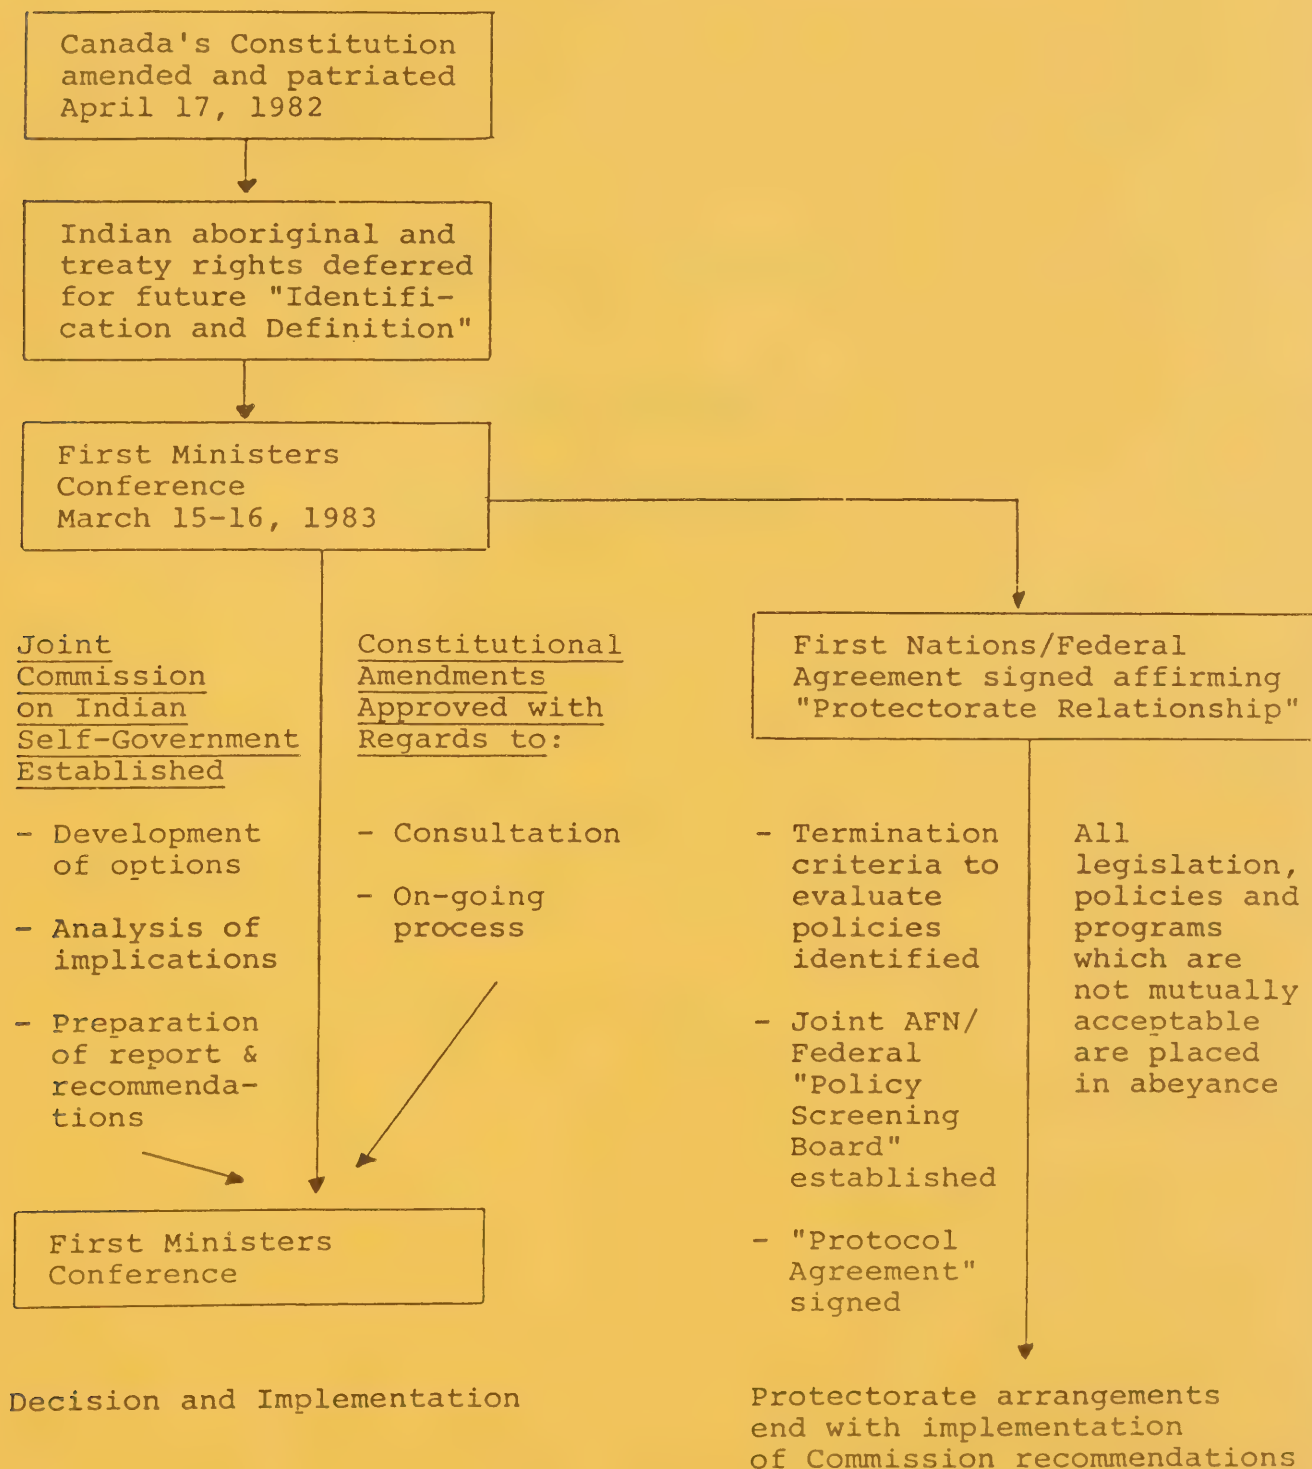 Canada's Constitution
amended and patriated
April 17, 1982
Indian aboriginal and
treaty rights deferred
for future "Identifi-
cation and Definition"
First Ministers
Conference
March 15-16, 1983
Joint
Commission
on Indian
Self-Government
Established
- Development
of options
- Analysis of
implications
- Preparation
of report &
recommenda-
tions
Constitutional
Amendments
Approved with
Regards to:
- Consultation
- On-going
process
First Ministers
Conference
Decision and Implementation
First Nations/Federal
Agreement signed affirming
"Protectorate Relationship"
- Termination
criteria to
evaluate
policies
identified
- Joint AFN/
Federal
"Policy
Screening
Board"
established
- "Protocol
Agreement"
signed
All
legislation,
policies and
programs
which are
not mutually
acceptable
are placed
in abeyance
Protectorate arrangements
end with implementation
of Commission recommendations